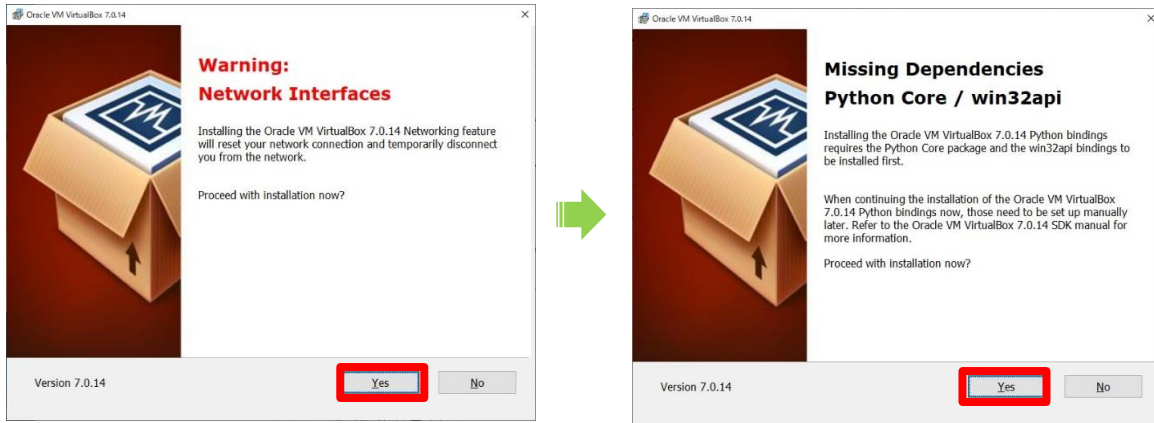 Oracle VM VirtualBox 7.0.14
Warning:
Network Interfaces
Installing the Oracle VM VirtualBox 7.0.14 Networking feature
will reset your network connection and temporarily disconnect
you from the network.
Proceed with installation now?
Version 7.0.14
Yes
No
Oracle VM VirtualBox 7.0.14
Missing Dependencies
Python Core / win32api
Installing the Oracle VM VirtualBox 7.0.14 Python bindings
requires the Python Core package and the win32api bindings to
be installed first.
When continuing the installation of the Oracle VM VirtualBox
7.0.14 Python bindings now, those need to be set up manually
later. Refer to the Oracle VM VirtualBox 7.0.14 SDK manual for
more information.
Proceed with installation now?
Version 7.0.14
Yes
No